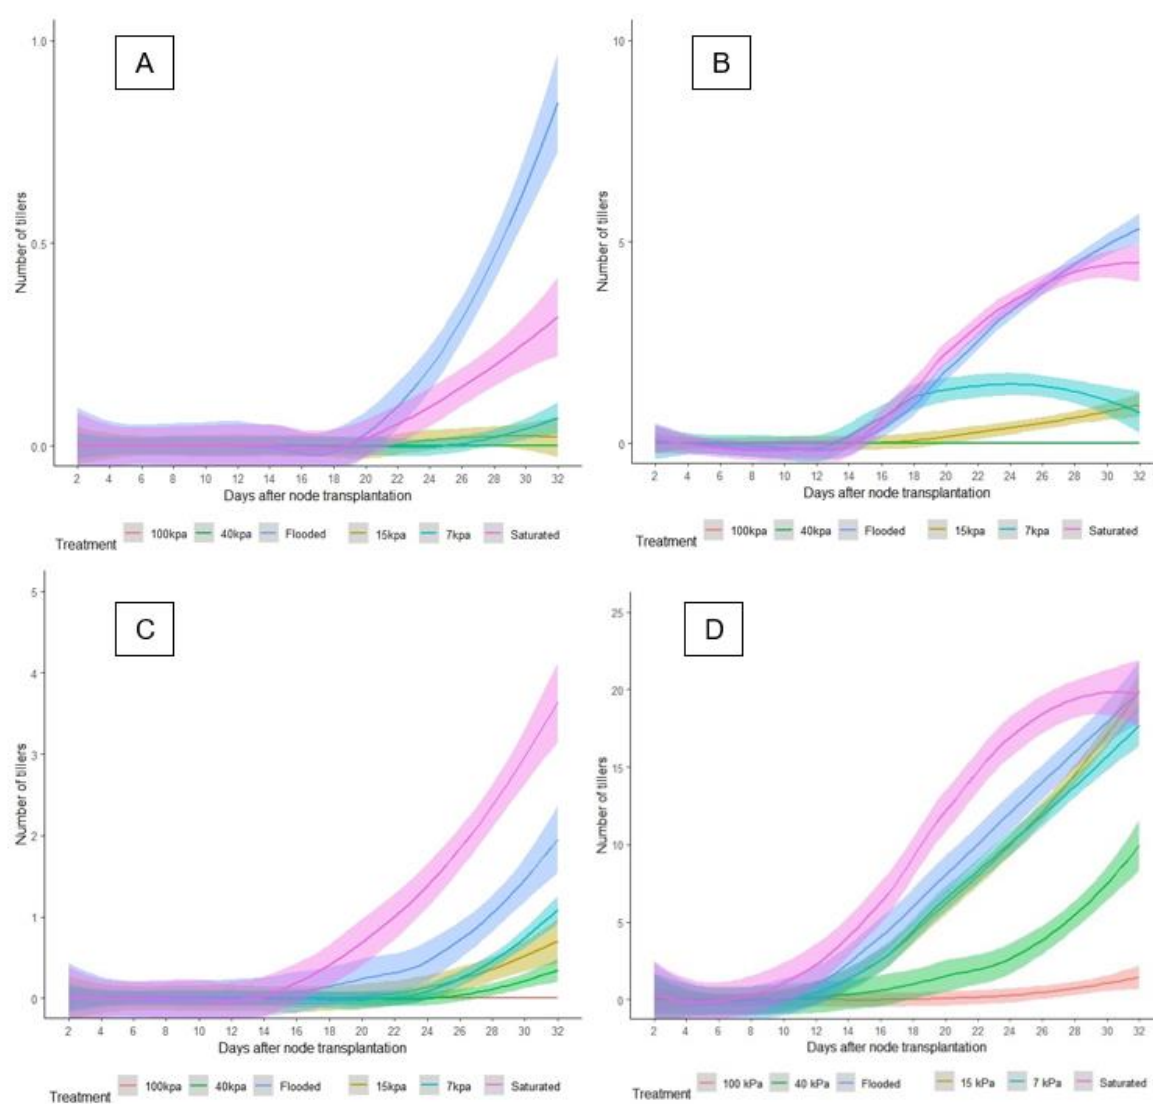 A
1.0
0.5
0.0
Number of tillers
2 4 6 8 10 12 14 16 18 20 22 24 26 28 30 32
Days after node transplantation
Treatment 100kpa 40kpa Flooded 15kpa 7kpa Saturated
B
10
5
0
Number of tillers
2 4 6 8 10 12 14 16 18 20 22 24 26 28 30 32
Days after node transplantation
Treatment 100kpa 40kpa Flooded 15kpa 7kpa Saturated
C
5
4
3
2
1
0
Number of tillers
2 4 6 8 10 12 14 16 18 20 22 24 26 28 30 32
Days after node transplantation
Treatment 100kpa 40kpa Flooded 15kpa 7kpa Saturated
D
25
20
15
10
5
0
Number of tillers
2 4 6 8 10 12 14 16 18 20 22 24 26 28 30 32
Days after node transplantation
Treatment 100 kPa 40 kPa Flooded 15 kPa 7 kPa Saturated